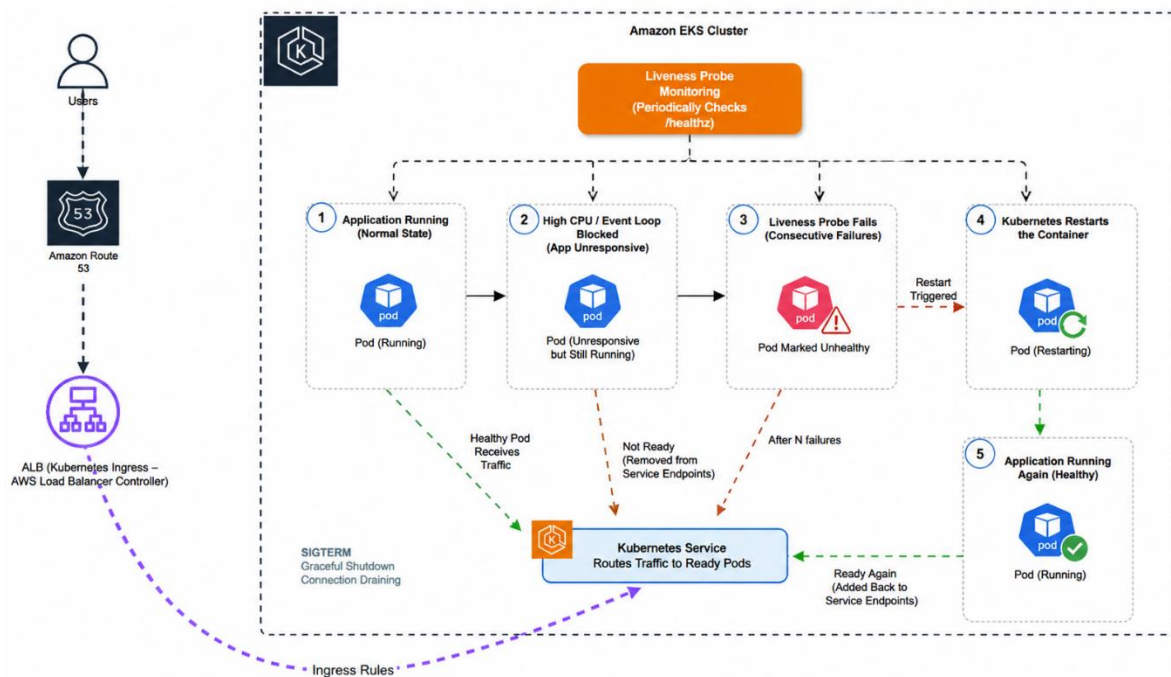 Amazon EKS Cluster
K
Liveness Probe
Monitoring
(Periodically Checks
/healthz)
Users
53
Amazon Route
53
ALB (Kubernetes Ingress –
AWS Load Balancer Controller)
1
Application Running
(Normal State)
pod
Pod (Running)
2
High CPU / Event Loop
Blocked
(App Unresponsive)
pod
Pod (Unresponsive
but Still Running)
3
Liveness Probe Fails
(Consecutive Failures)
pod
Pod Marked Unhealthy
Restart
Triggered
4
Kubernetes Restarts
the Container
pod
Pod (Restarting)
Healthy Pod
Receives
Traffic
Not Ready
(Removed from
Service Endpoints)
After N failures
5
Application Running
Again (Healthy)
pod
Pod (Running)
SIGTERM
Graceful Shutdown
Connection Draining
K
Kubernetes Service
Routes Traffic to Ready Pods
Ready Again
(Added Back to
Service Endpoints)
Ingress Rules